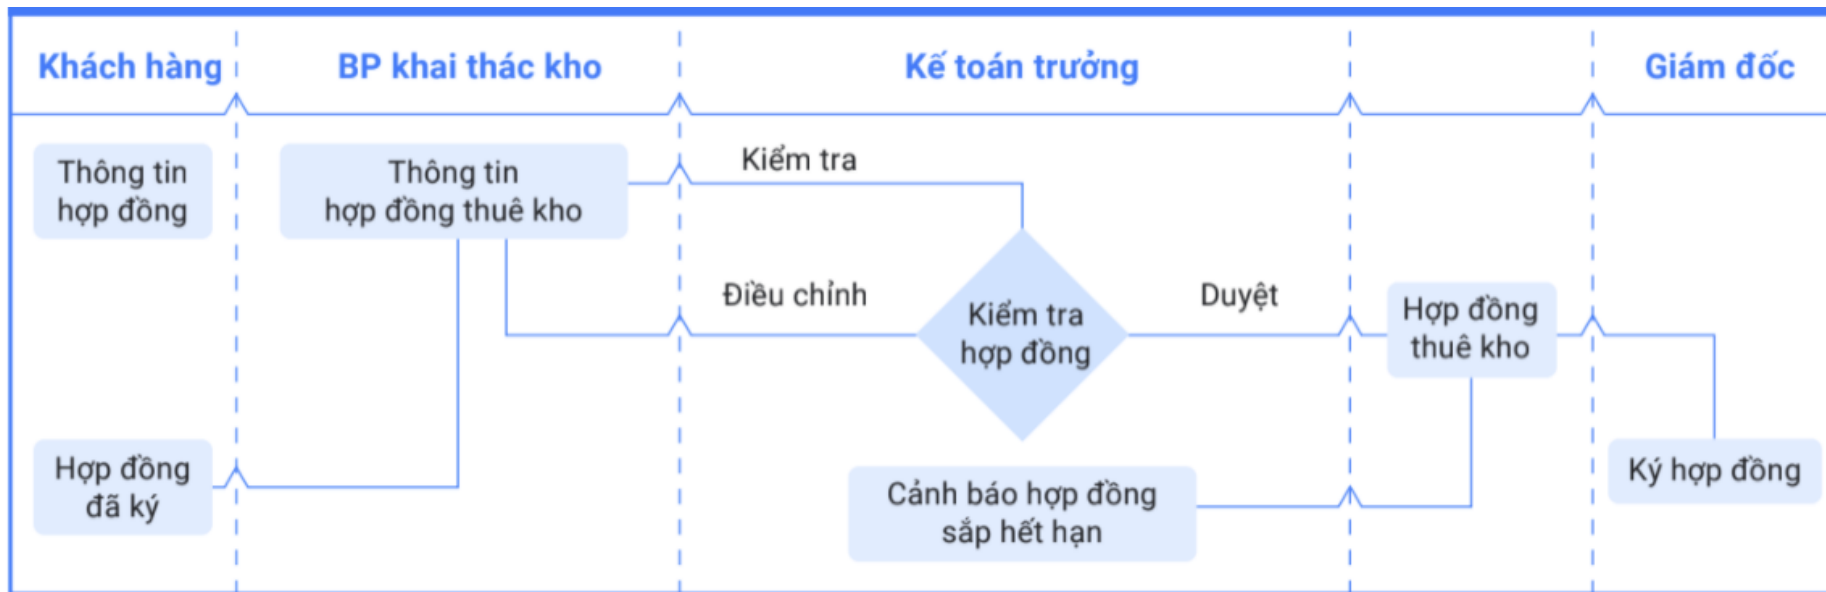 Khách hàng
BP khai thác kho
Kế toán trưởng
Giám đốc
Thông tin
hợp đồng
Thông tin
hợp đồng thuê kho
Kiểm tra
Điều chỉnh
Kiểm tra
hợp đồng
Duyệt
Hợp đồng
thuê kho
Hợp đồng
đã ký
Cảnh báo hợp đồng
sắp hết hạn
Ký hợp đồng